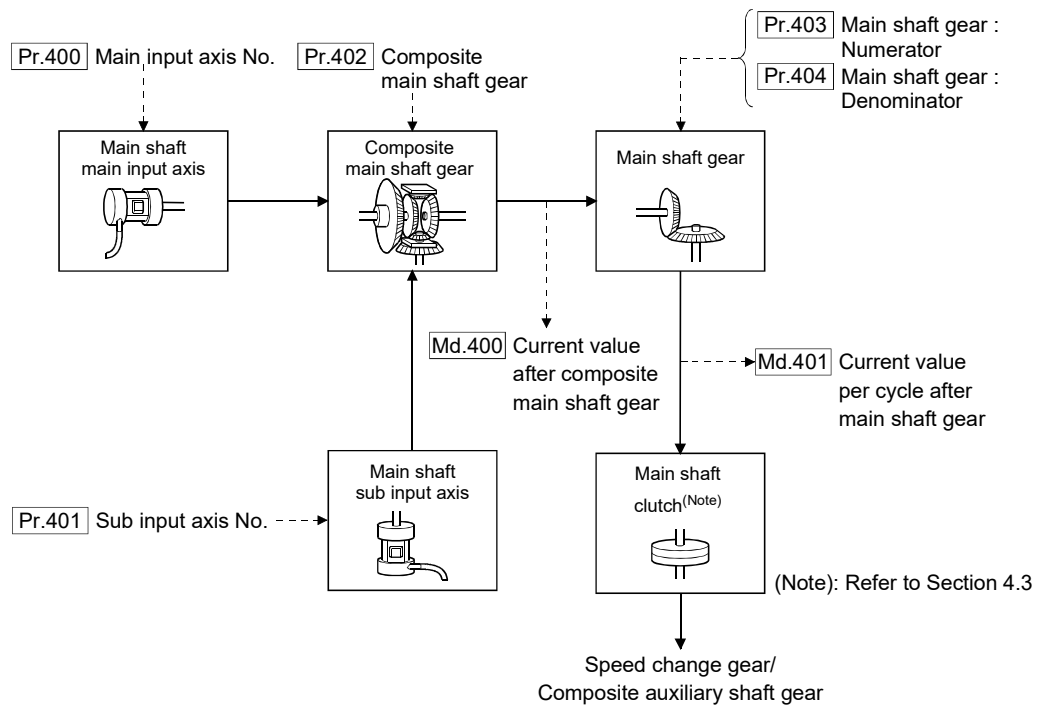 Pr.400 Main input axis No.
Pr.402 Composite
main shaft gear
Pr.403 Main shaft gear :
Numerator
Pr.404 Main shaft gear :
Denominator
Main shaft
main input axis
Composite
main shaft gear
Main shaft gear
Md.400 Current value
after composite
main shaft gear
Md.401 Current value
per cycle after
main shaft gear
Main shaft
sub input axis
Pr.401 Sub input axis No.
Main shaft
clutch(Note)
(Note): Refer to Section 4.3
Speed change gear/
Composite auxiliary shaft gear